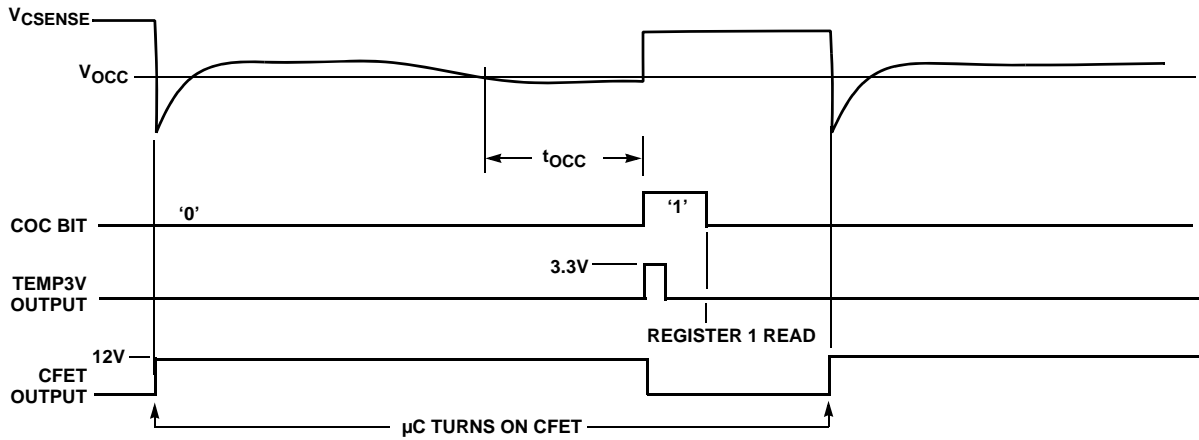 VCSENSE
VOCC
tOCC
COC BIT
‘0’
‘1’
3.3V
TEMP3V
OUTPUT
REGISTER 1 READ
12V
CFET
OUTPUT
µC TURNS ON CFET